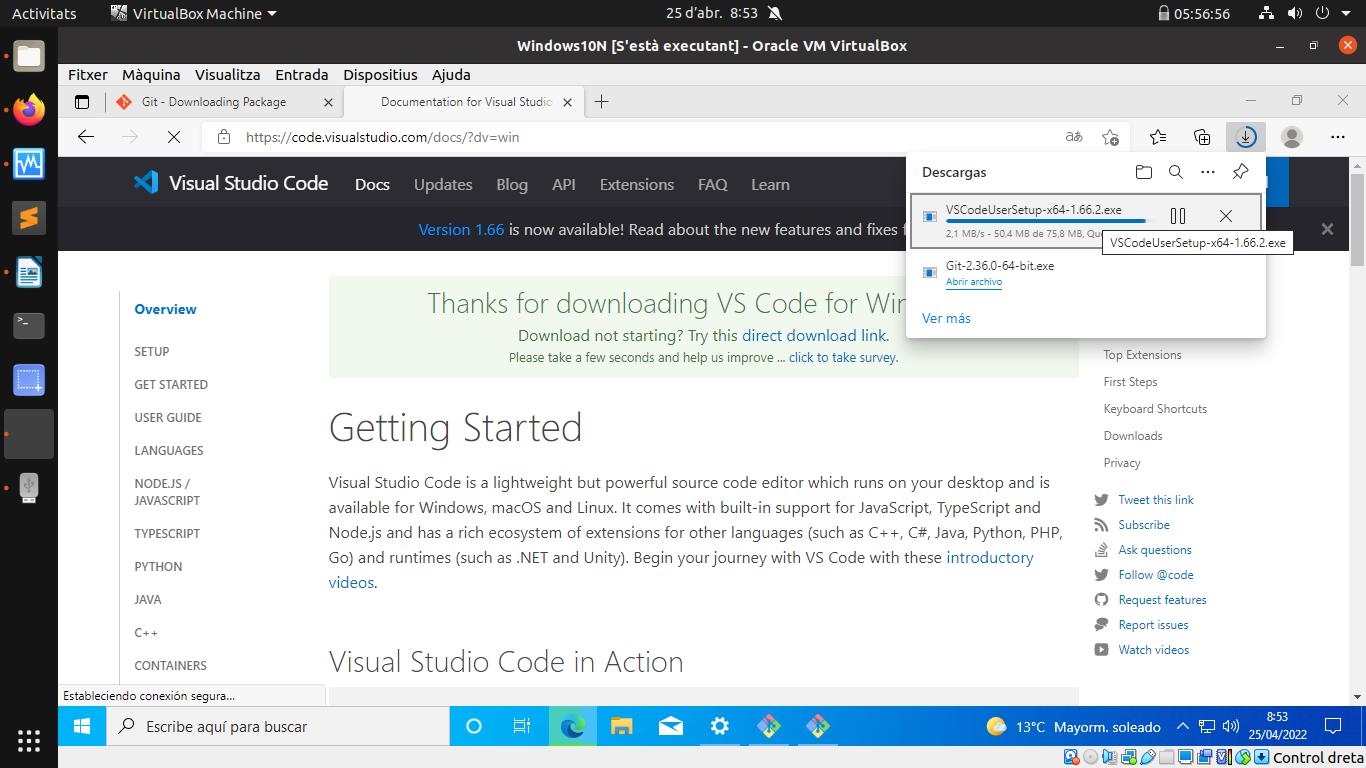 Activitats
VirtualBox Machine
25 d'abr. 8:53
05:56:56
Windows10N [S'està executant] - Oracle VM VirtualBox
Fitxer Màquina Visualitza Entrada Dispositius Ajuda
Git - Downloading Package
Documentation for Visual Studio
https://code.visualstudio.com/docs/?dv=win
Visual Studio Code
Docs Updates Blog API Extensions FAQ Learn
Version 1.66 is now available! Read about the new features and fixes f
Descargas
VSCodeUserSetup-x64-1.66.2.exe
2,1 MB/s - 50,4 MB de 75,8 MB, Que
VSCodeUserSetup-x64-1.66.2.exe
Git-2.36.0-64-bit.exe
Abrir archivo
Ver más
Thanks for downloading VS Code for Win
Download not starting? Try this direct download link.
Please take a few seconds and help us improve ... click to take survey.
Overview
SETUP
GET STARTED
USER GUIDE
LANGUAGES
NODE.JS /
JAVASCRIPT
TYPESCRIPT
PYTHON
JAVA
C++
CONTAINERS
Getting Started
Visual Studio Code is a lightweight but powerful source code editor which runs on your desktop and is
available for Windows, macOS and Linux. It comes with built-in support for JavaScript, TypeScript and
Node.js and has a rich ecosystem of extensions for other languages (such as C++, C#, Java, Python, PHP,
Go) and runtimes (such as .NET and Unity). Begin your journey with VS Code with these introductory
videos.
Visual Studio Code in Action
Top Extensions
First Steps
Keyboard Shortcuts
Downloads
Privacy
Tweet this link
Subscribe
Ask questions
Follow @code
Request features
Report issues
Watch videos
Estableciendo conexión segura...
Escribe aquí para buscar
13°C Mayorm. soleado
8:53
25/04/2022
Control dreta